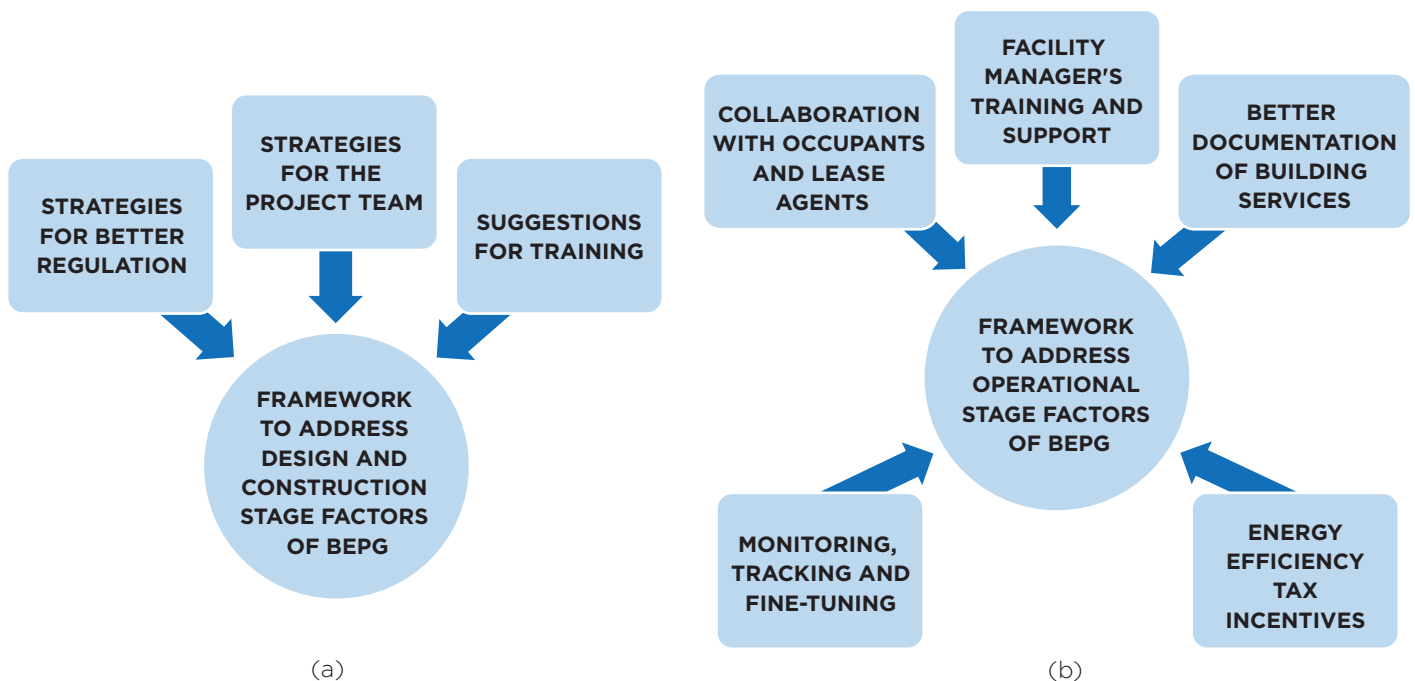 STRATEGIES
FOR BETTER
REGULATION
STRATEGIES
FOR THE
PROJECT TEAM
SUGGESTIONS
FOR TRAINING
FRAMEWORK
TO ADDRESS
DESIGN AND
CONSTRUCTION
STAGE FACTORS
OF BEPG
(a)
COLLABORATION
WITH OCCUPANTS
AND LEASE
AGENTS
FACILITY
MANAGER'S
TRAINING AND
SUPPORT
BETTER
DOCUMENTATION
OF BUILDING
SERVICES
FRAMEWORK
TO ADDRESS
OPERATIONAL
STAGE FACTORS
OF BEPG
MONITORING,
TRACKING AND
FINE-TUNING
ENERGY
EFFICIENCY
TAX
INCENTIVES
(b)